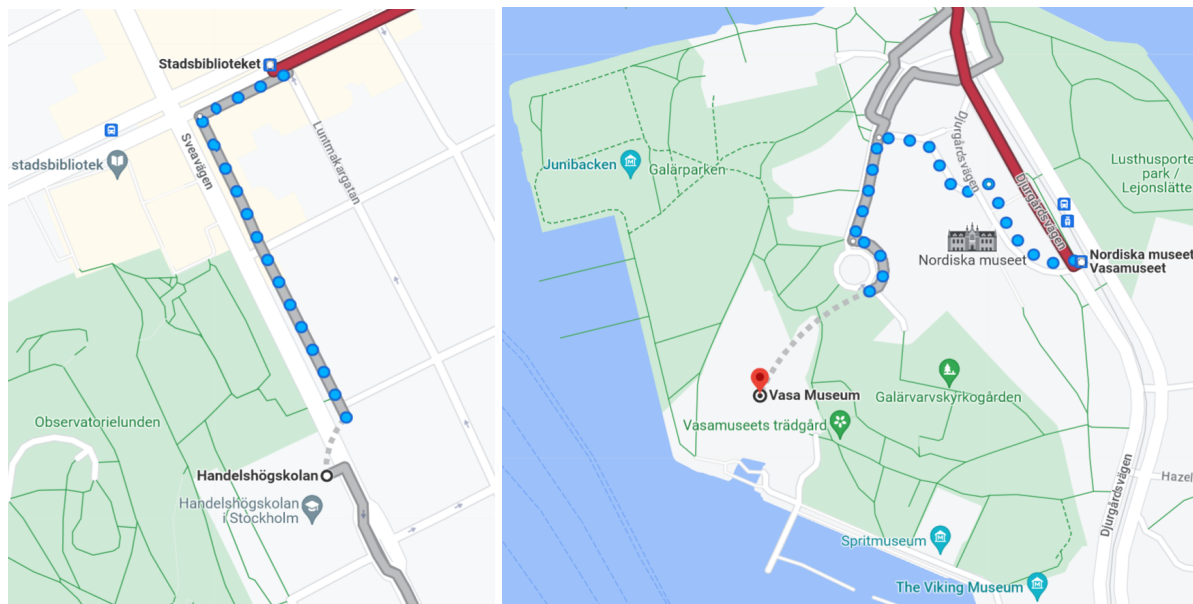 Stadsbiblioteket
stadsbibliotek
Sveavägen
Luntmakargatan
Observatorielunden
Handelshögskolan
Handelshögskolan
i Stockholm
Junibacken
Galärparken
Djurgårdsvägen
Djurgårdsvägen
Lusthusporte
park /
Lejonslätte
Nordiska museet
Nordiska museet
Vasamuseet
Vasa Museum
Galärvarvskyrkogården
Vasamuseets trädgård
Djurgårdsvägen
Hazel
Spritmuseum
The Viking Museum